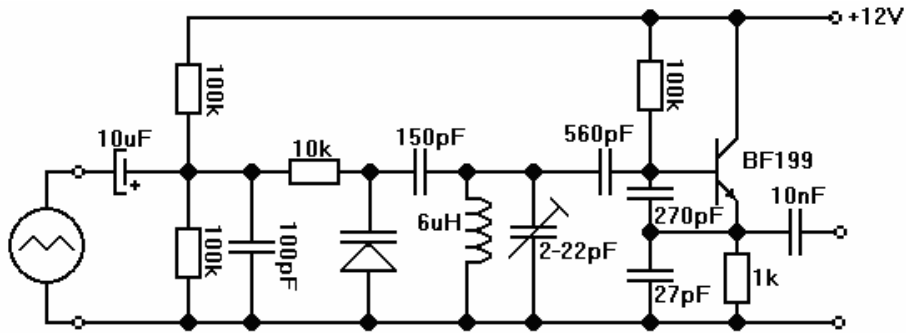 +12V
100k
100k
10uF
10k
150pF
560pF
BF199
10nF
270pF
6uH
2-22pF
100k
100pF
27pF
1k
+